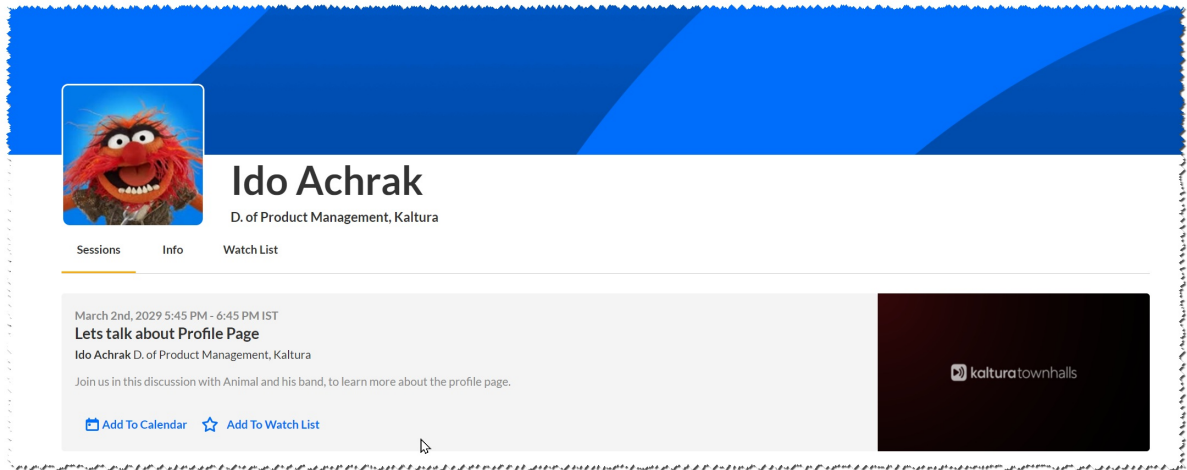 Ido Achrak
D. of Product Management, Kaltura
Sessions Info Watch List
March 2nd, 2029 5:45 PM - 6:45 PM IST
Lets talk about Profile Page
Ido Achrak D. of Product Management, Kaltura
Join us in this discussion with Animal and his band, to learn more about the profile page.
Add To Calendar Add To Watch List
kaltura townhalls